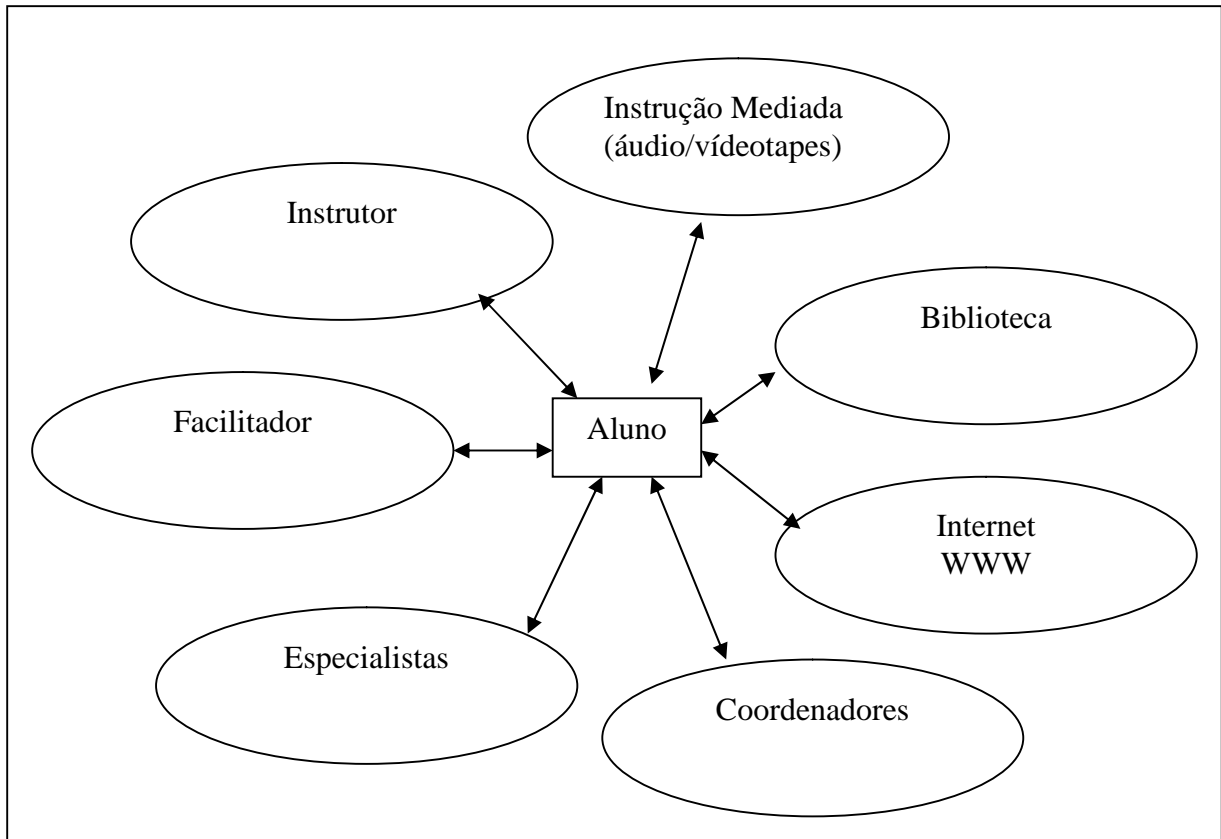 Instrução Mediada
(áudio/vídeotapes)
Instrutor
Biblioteca
Facilitador
Aluno
Internet
WWW
Especialistas
Coordenadores